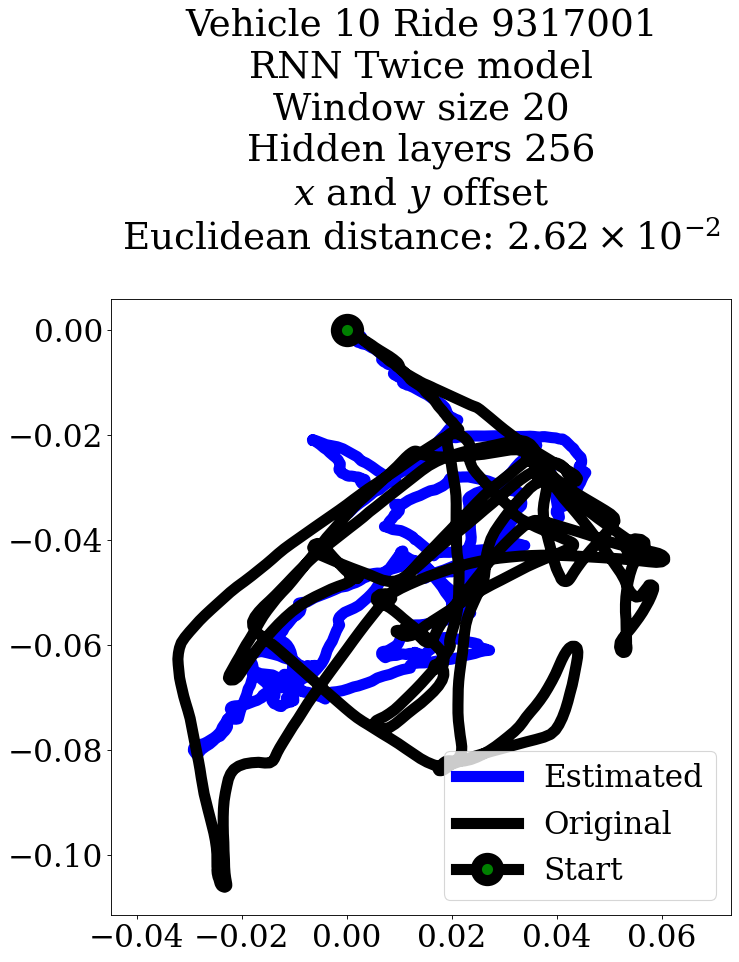 Vehicle 10 Ride 9317001
RNN Twice model
Window size 20
Hidden layers 256
x and y offset
Euclidean distance: 2.62 × 10⁻²
0.00
−0.02
−0.04
−0.06
−0.08
−0.10
Estimated
Original
Start
−0.04 −0.02 0.00 0.02 0.04 0.06